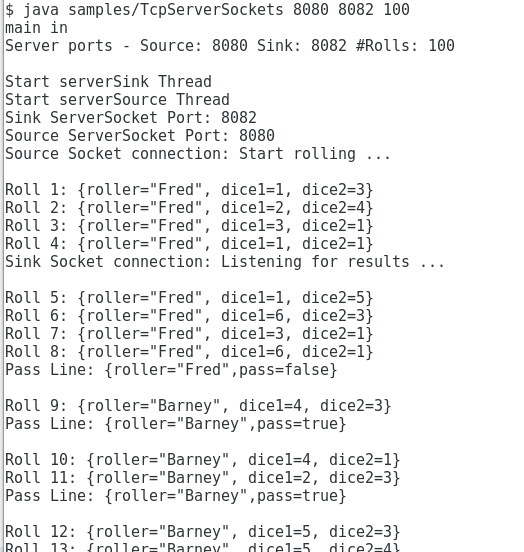 $ java samples/TcpServerSockets 8080 8082 100
main in
Server ports - Source: 8080 Sink: 8082 #Rolls: 100
Start serverSink Thread
Start serverSource Thread
Sink ServerSocket Port: 8082
Source ServerSocket Port: 8080
Source Socket connection: Start rolling ...
Roll 1: {roller="Fred", dice1=1, dice2=3}
Roll 2: {roller="Fred", dice1=2, dice2=4}
Roll 3: {roller="Fred", dice1=3, dice2=1}
Roll 4: {roller="Fred", dice1=1, dice2=1}
Sink Socket connection: Listening for results ...
Roll 5: {roller="Fred", dice1=1, dice2=5}
Roll 6: {roller="Fred", dice1=6, dice2=3}
Roll 7: {roller="Fred", dice1=3, dice2=1}
Roll 8: {roller="Fred", dice1=6, dice2=1}
Pass Line: {roller="Fred",pass=false}
Roll 9: {roller="Barney", dice1=4, dice2=3}
Pass Line: {roller="Barney",pass=true}
Roll 10: {roller="Barney", dice1=4, dice2=1}
Roll 11: {roller="Barney", dice1=2, dice2=3}
Pass Line: {roller="Barney",pass=true}
Roll 12: {roller="Barney", dice1=5, dice2=3}
Roll 13: {roller="Barney", dice1=5, dice2=4}